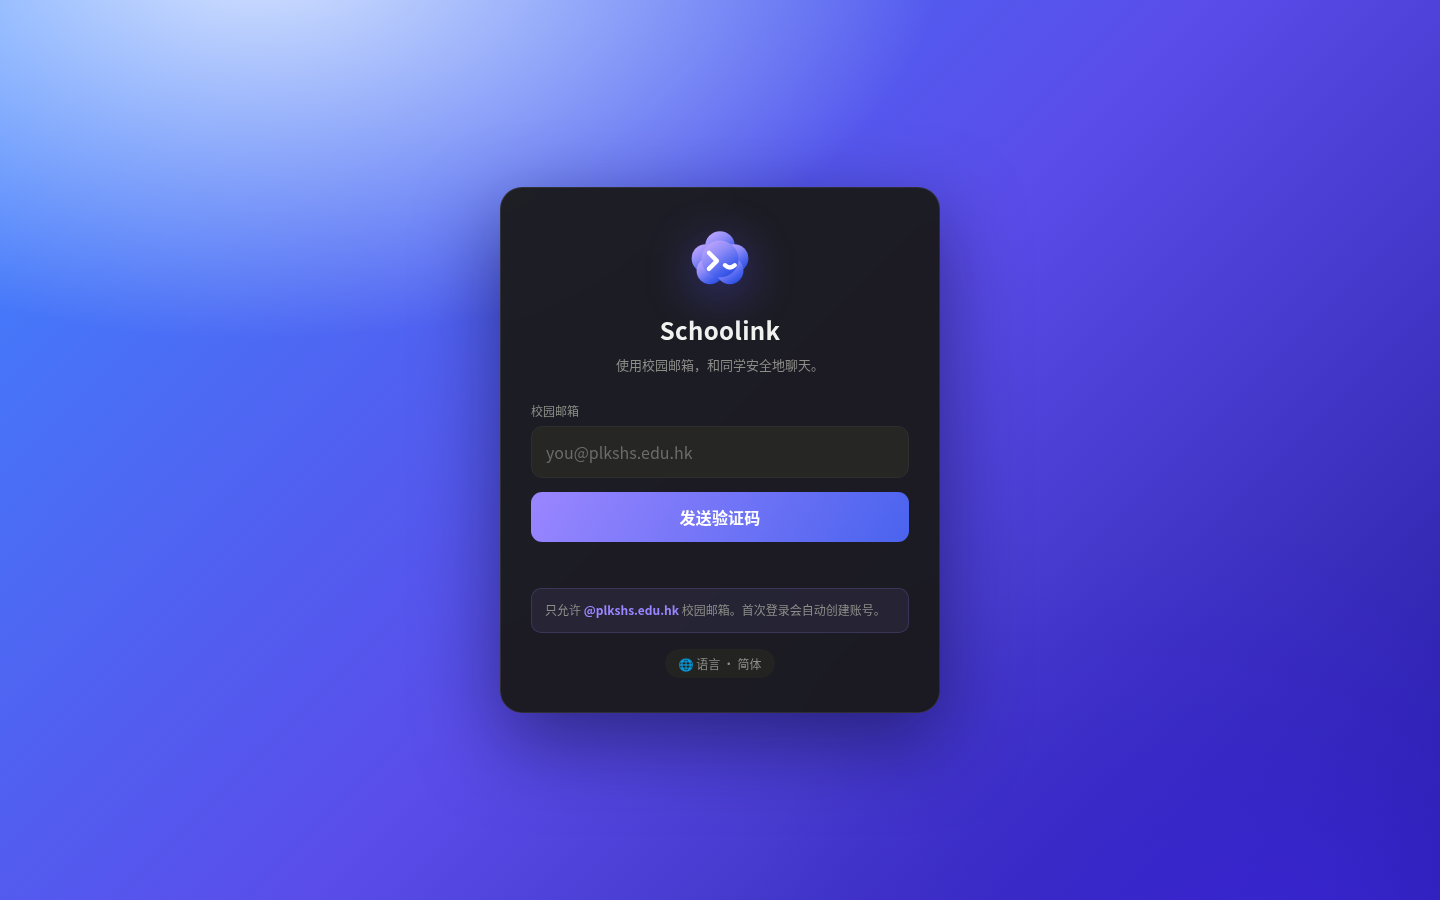 Schoolink
使用校园邮箱，和同学安全地聊天。
校园邮箱
you@plkshs.edu.hk
发送验证码
只允许 @plkshs.edu.hk 校园邮箱。首次登录会自动创建账号。
🌐 语言 · 简体